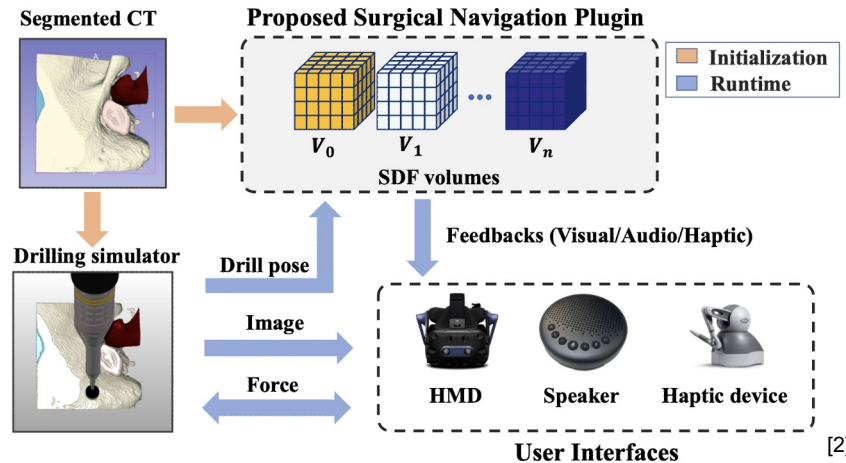 Segmented CT
Proposed Surgical Navigation Plugin
Initialization
Runtime
V₀
V₁
Vₙ
SDF volumes
Drilling simulator
Drill pose
Feedbacks (Visual/Audio/Haptic)
Image
Force
HMD
Speaker
Haptic device
User Interfaces
[2]